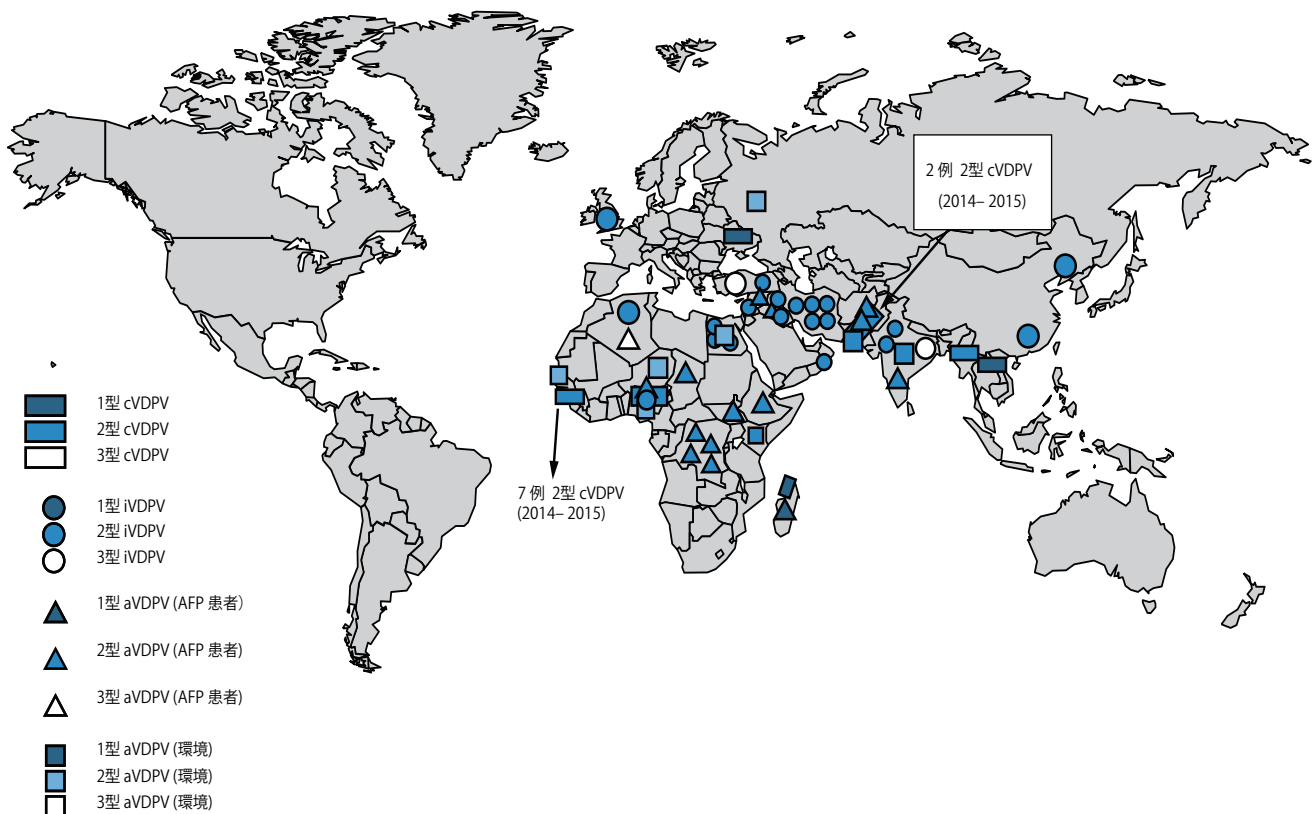 2 例 2型 cVDPV
(2014– 2015)
7 例 2型 cVDPV
(2014– 2015)
1型 cVDPV
2型 cVDPV
3型 cVDPV
1型 iVDPV
2型 iVDPV
3型 iVDPV
1型 aVDPV (AFP 患者)
2型 aVDPV (AFP 患者)
3型 aVDPV (AFP 患者)
1型 aVDPV (環境)
2型 aVDPV (環境)
3型 aVDPV (環境)